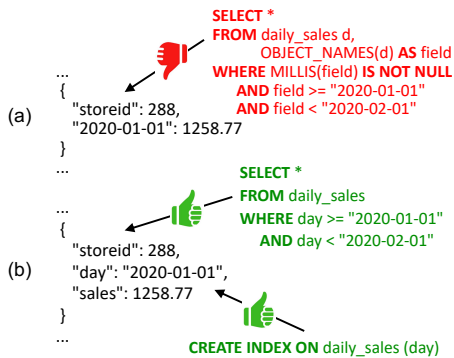 SELECT *
FROM daily_sales d,
OBJECT_NAMES(d) AS field
WHERE MILLIS(field) IS NOT NULL
AND field >= "2020-01-01"
AND field < "2020-02-01"
(a)
...
{
"storeid": 288,
"2020-01-01": 1258.77
}
...
SELECT *
FROM daily_sales
WHERE day >= "2020-01-01"
AND day < "2020-02-01"
(b)
...
{
"storeid": 288,
"day": "2020-01-01",
"sales": 1258.77
}
...
CREATE INDEX ON daily_sales (day)